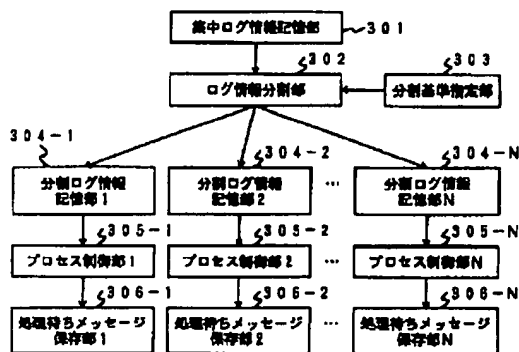 集中ログ情報記憶部
301
302
303
ログ情報分割部
分割基準指定部
304-1
304-2
304-N
分割ログ情報
記憶部1
分割ログ情報
記憶部2
…
分割ログ情報
記憶部N
305-1
305-2
305-N
プロセス制御部1
プロセス制御部2
…
プロセス制御部N
306-1
306-2
306-N
処理待ちメッセージ
保存部1
処理待ちメッセージ
保存部2
…
処理待ちメッセージ
保存部N